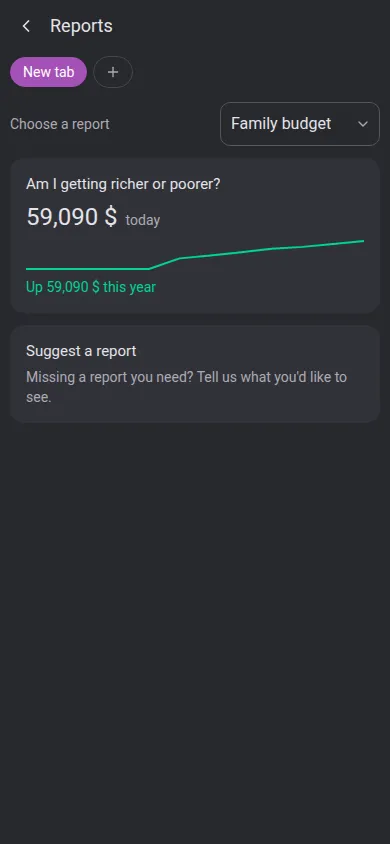 Reports
New tab
+
Choose a report
Family budget
Am I getting richer or poorer?
59,090 $ today
Up 59,090 $ this year
Suggest a report
Missing a report you need? Tell us what you'd like to
see.